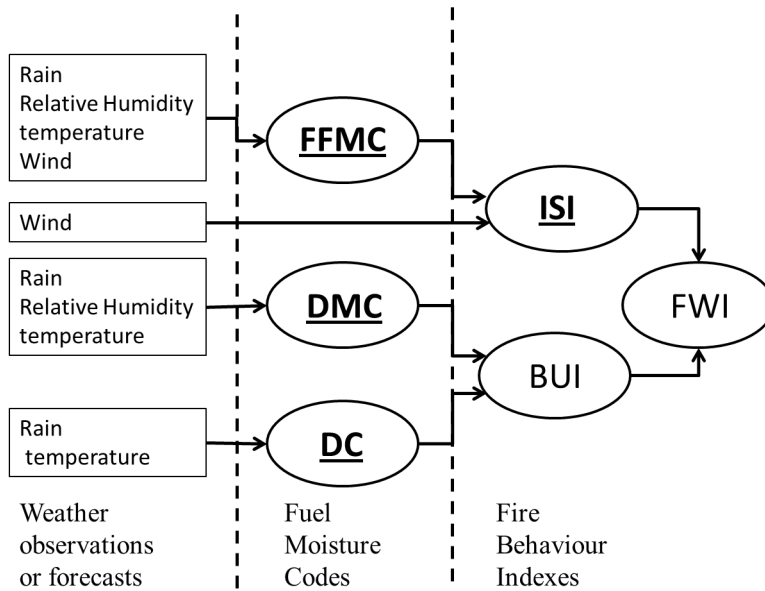 Rain
Relative Humidity
temperature
Wind
FFMC
Wind
ISI
Rain
Relative Humidity
temperature
DMC
FWI
BUI
Rain
temperature
DC
Weather
observations
or forecasts
Fuel
Moisture
Codes
Fire
Behaviour
Indexes